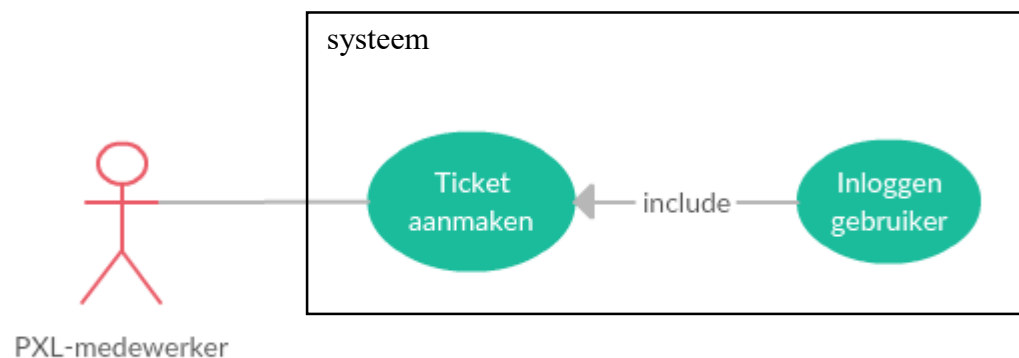 systeem
Ticket
aanmaken
include
Inloggen
gebruiker
PXL-medewerker